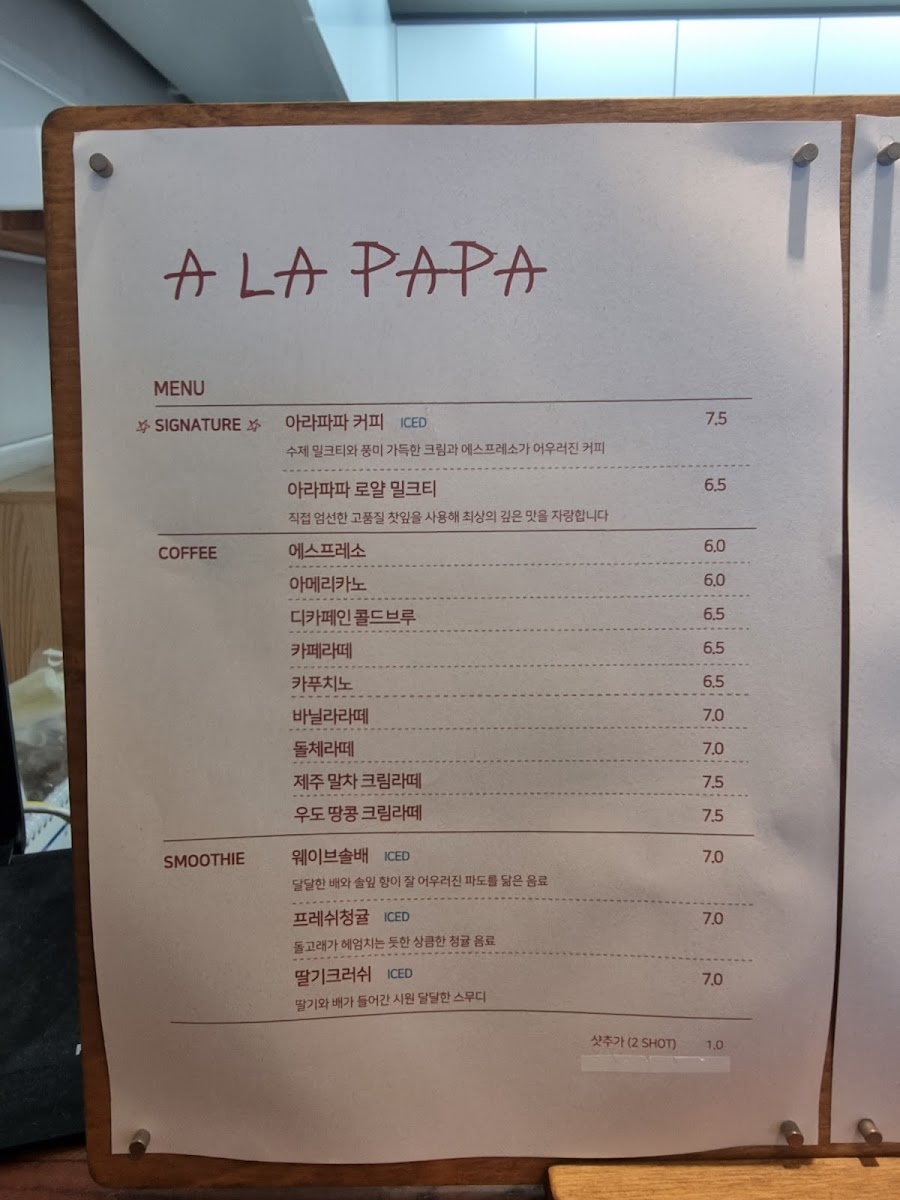 A LA PAPA
MENU
SIGNATURE 아라파파 커피 ICED 7.5
수제 밀크티와 풍미 가득한 크림과 에스프레소가 어우러진 커피
아라파파 로얄 밀크티 6.5
직접 엄선한 고품질 찻잎을 사용해 최상의 깊은 맛을 자랑합니다
COFFEE 에스프레소 6.0
아메리카노 6.0
디카페인 콜드브루 6.5
카페라떼 6.5
카푸치노 6.5
바닐라라떼 7.0
돌체라떼 7.0
제주 말차 크림라떼 7.5
우도 땅콩 크림라떼 7.5
SMOOTHIE 웨이브솔배 ICED 7.0
달달한 배와 솔잎 향이 잘 어우러진 파도를 닮은 음료
프레쉬청귤 ICED 7.0
돌고래가 헤엄치는 듯한 상큼한 청귤 음료
딸기크러쉬 ICED 7.0
딸기와 배가 들어간 시원 달달한 스무디
샷추가 (2 SHOT) 1.0